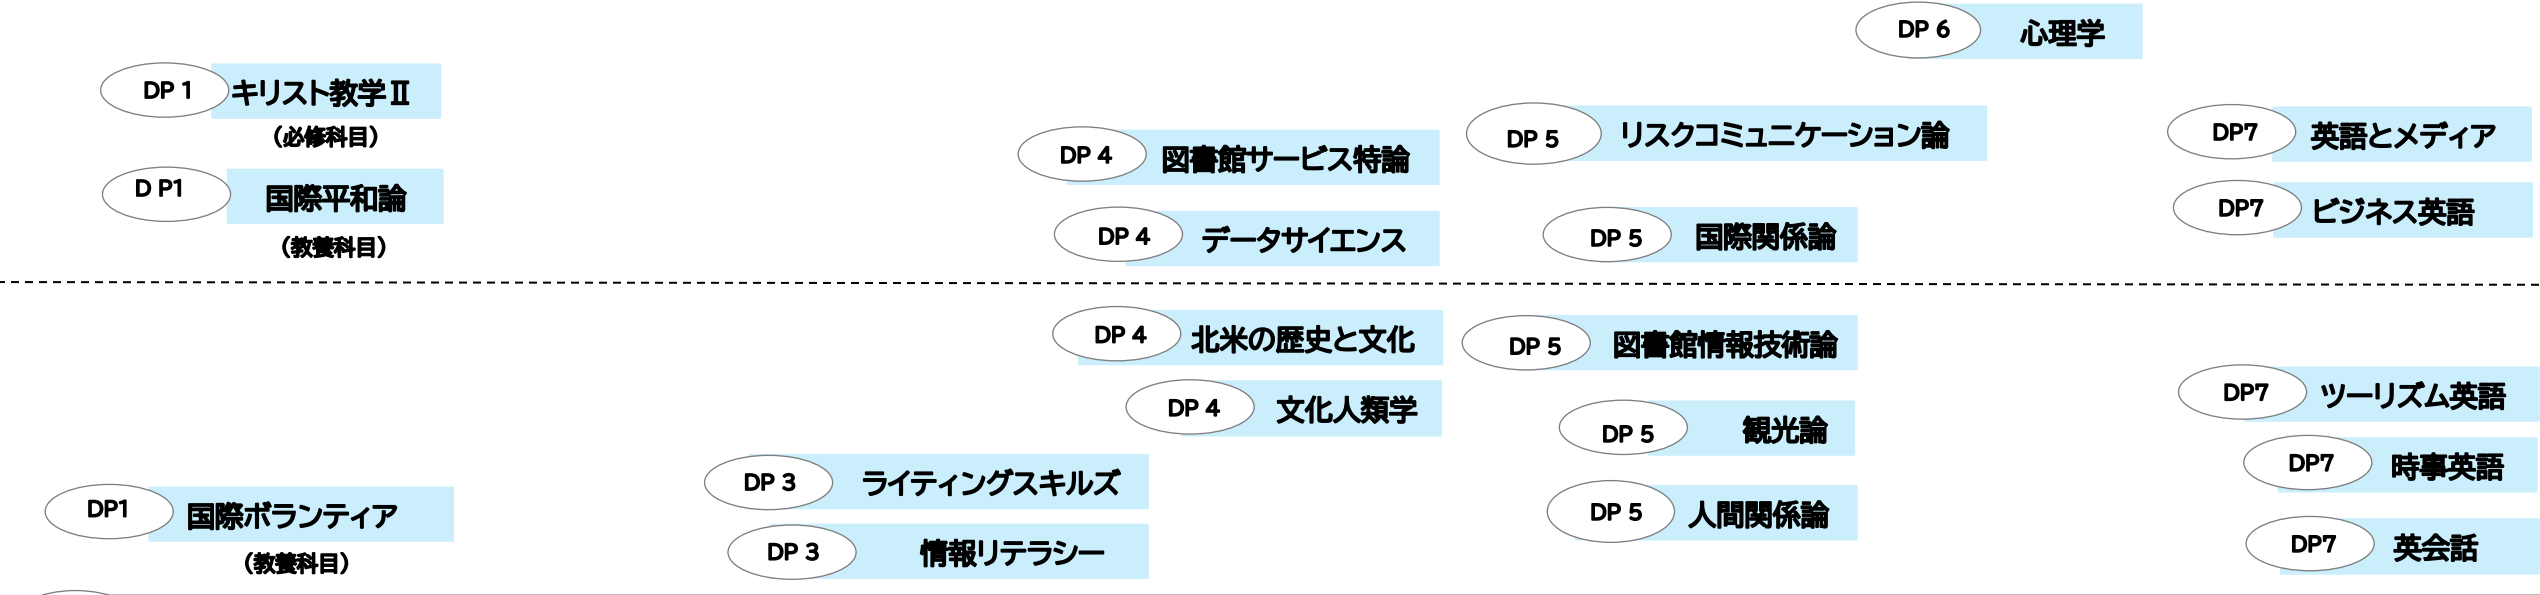 DP 6 心理学
DP 1 キリスト教学Ⅱ
（必修科目）
DP 5 リスクコミュニケーション論
DP7 英語とメディア
DP 4 図書館サービス特論
D P1 国際平和論
（教養科目）
DP 4 データサイエンス
DP 5 国際関係論
DP7 ビジネス英語
DP 4 北米の歴史と文化
DP 5 図書館情報技術論
DP 4 文化人類学
DP7 ツーリズム英語
DP 5 観光論
DP 3 ライティングスキルズ
DP7 時事英語
DP1 国際ボランティア
（教養科目）
DP 5 人間関係論
DP 3 情報リテラシー
DP7 英会話